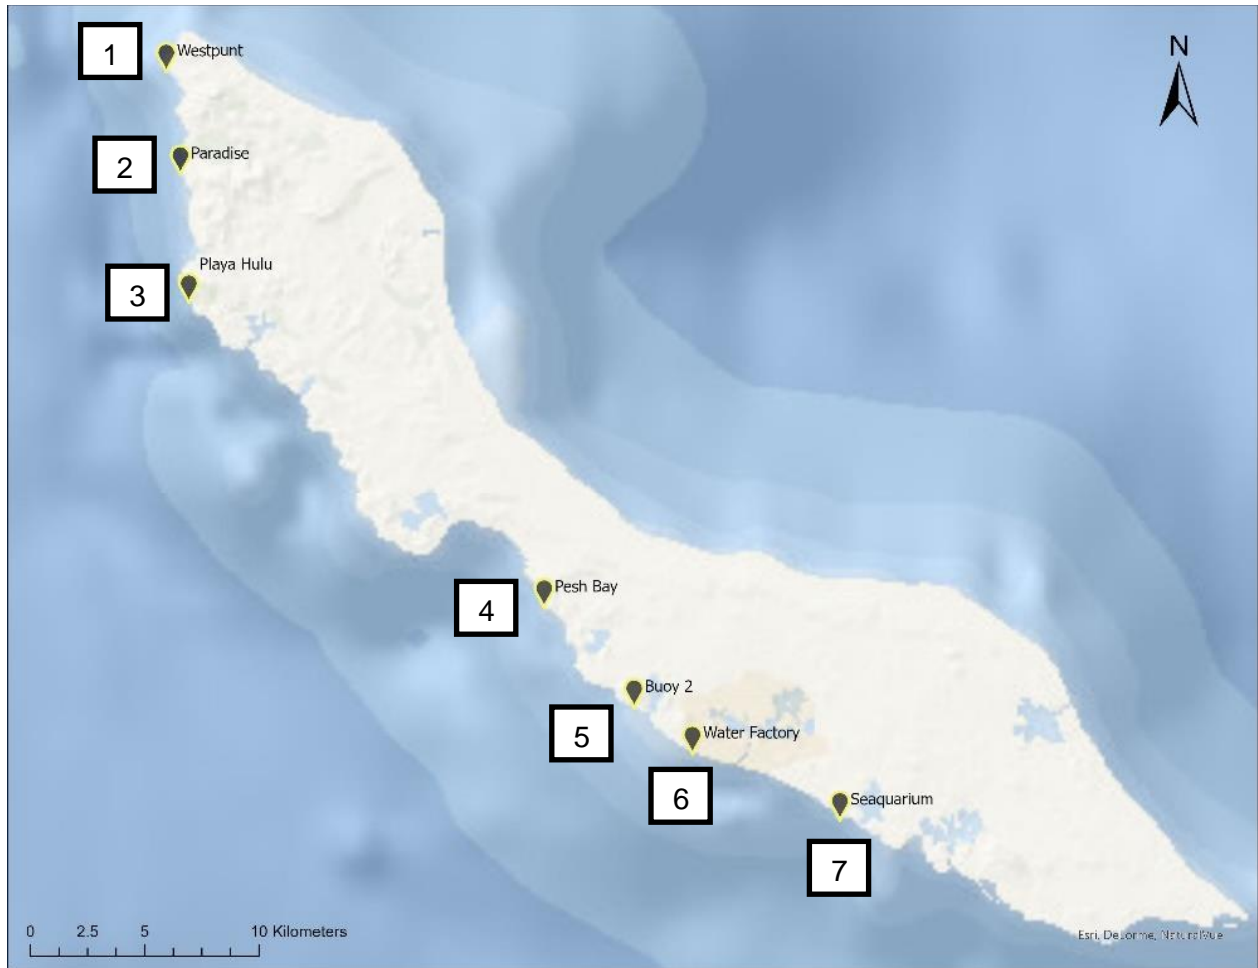 1
Westpunt
N
2
Paradise
3
Playa Hulu
4
Pesh Bay
5
Buoy 2
6
Water Factory
7
Seaquarium
0 2.5 5 10 Kilometers
Esri, DeLorme, NaturalVue